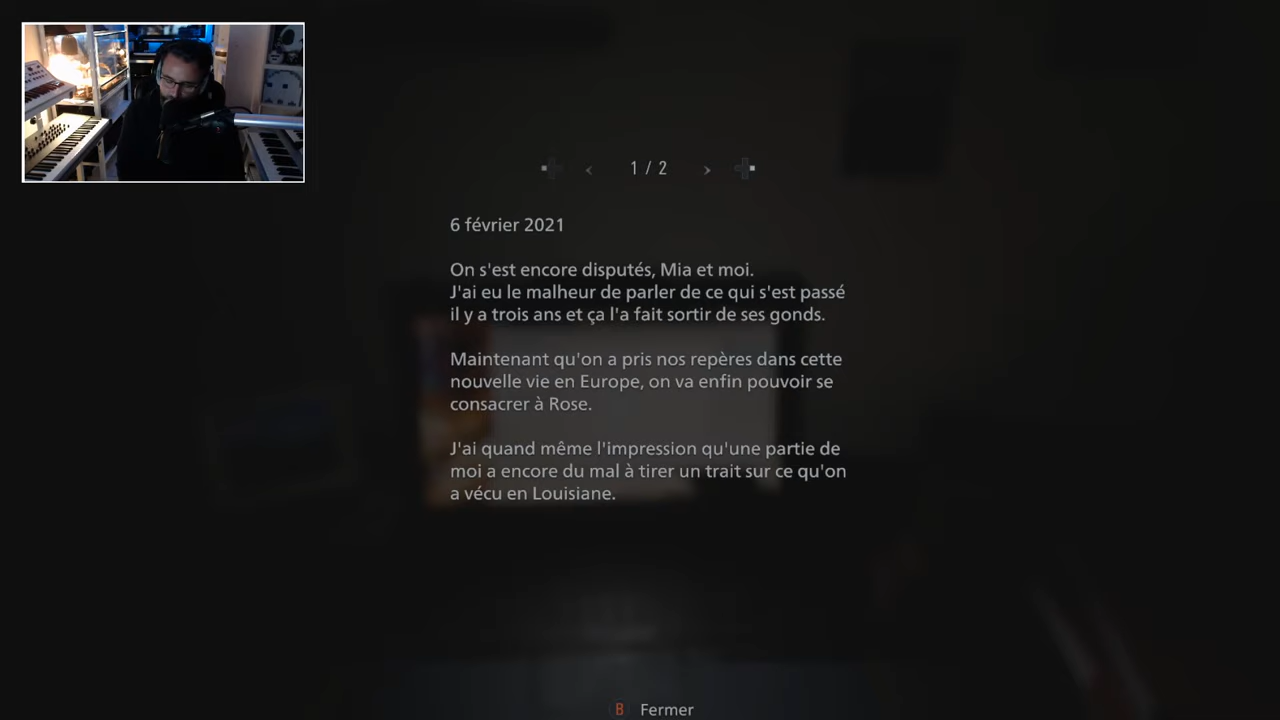 1 / 2
6 février 2021
On s'est encore disputés, Mia et moi.
J'ai eu le malheur de parler de ce qui s'est passé
il y a trois ans et ça l'a fait sortir de ses gonds.
Maintenant qu'on a pris nos repères dans cette
nouvelle vie en Europe, on va enfin pouvoir se
consacrer à Rose.
J'ai quand même l'impression qu'une partie de
moi a encore du mal à tirer un trait sur ce qu'on
a vécu en Louisiane.
B Fermer